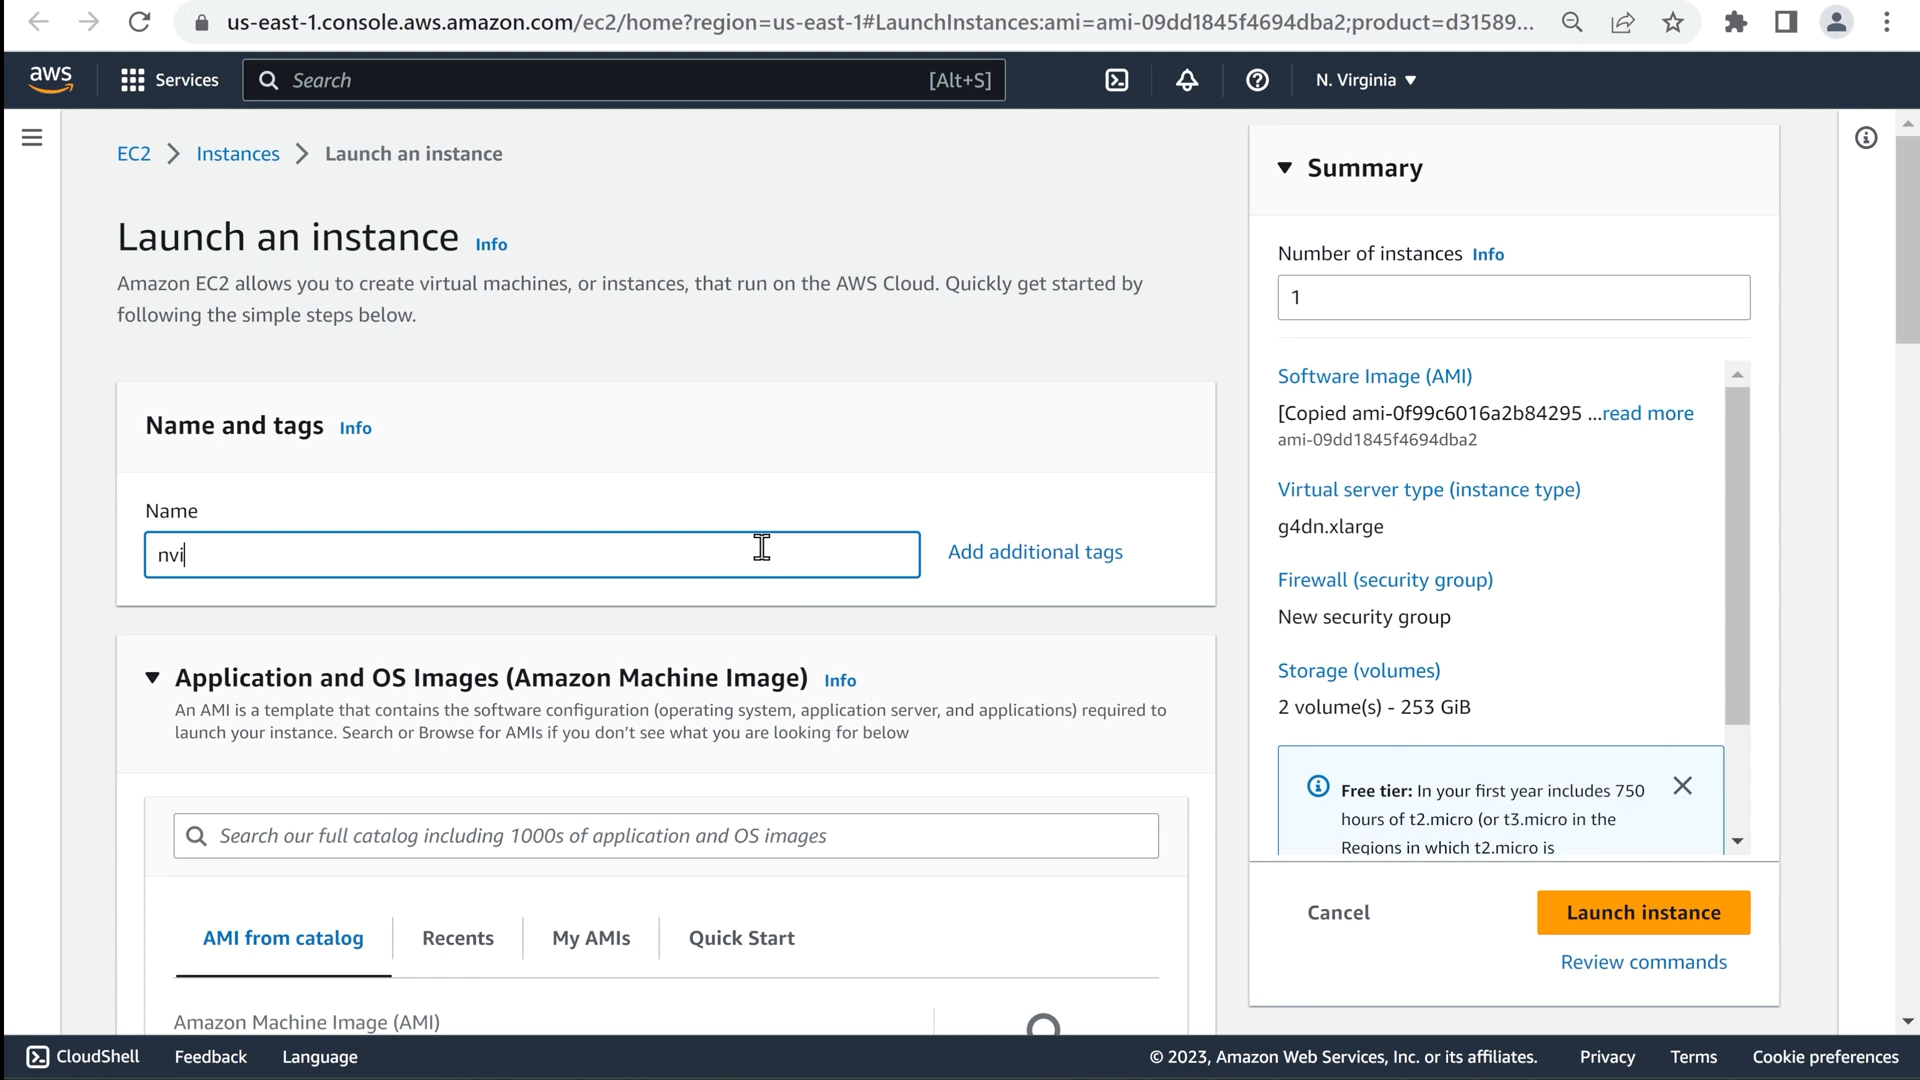 us-east-1.console.aws.amazon.com/ec2/home?region=us-east-1#LaunchInstances:ami=ami-09dd1845f4694dba2;product=d31589...
aws
Services
Search
[Alt+S]
N. Virginia
EC2
Instances
Launch an instance
Launch an instance Info
Amazon EC2 allows you to create virtual machines, or instances, that run on the AWS Cloud. Quickly get started by
following the simple steps below.
Name and tags Info
Name
nvi
Add additional tags
Application and OS Images (Amazon Machine Image) Info
An AMI is a template that contains the software configuration (operating system, application server, and applications) required to
launch your instance. Search or Browse for AMIs if you don't see what you are looking for below
Search our full catalog including 1000s of application and OS images
AMI from catalog
Recents
My AMIs
Quick Start
Amazon Machine Image (AMI)
Summary
Number of instances Info
1
Software Image (AMI)
[Copied ami-0f99c6016a2b84295 ...read more
ami-09dd1845f4694dba2
Virtual server type (instance type)
g4dn.xlarge
Firewall (security group)
New security group
Storage (volumes)
2 volume(s) - 253 GiB
Free tier: In your first year includes 750
hours of t2.micro (or t3.micro in the
Regions in which t2.micro is
Cancel
Launch instance
Review commands
CloudShell
Feedback
Language
© 2023, Amazon Web Services, Inc. or its affiliates.
Privacy
Terms
Cookie preferences